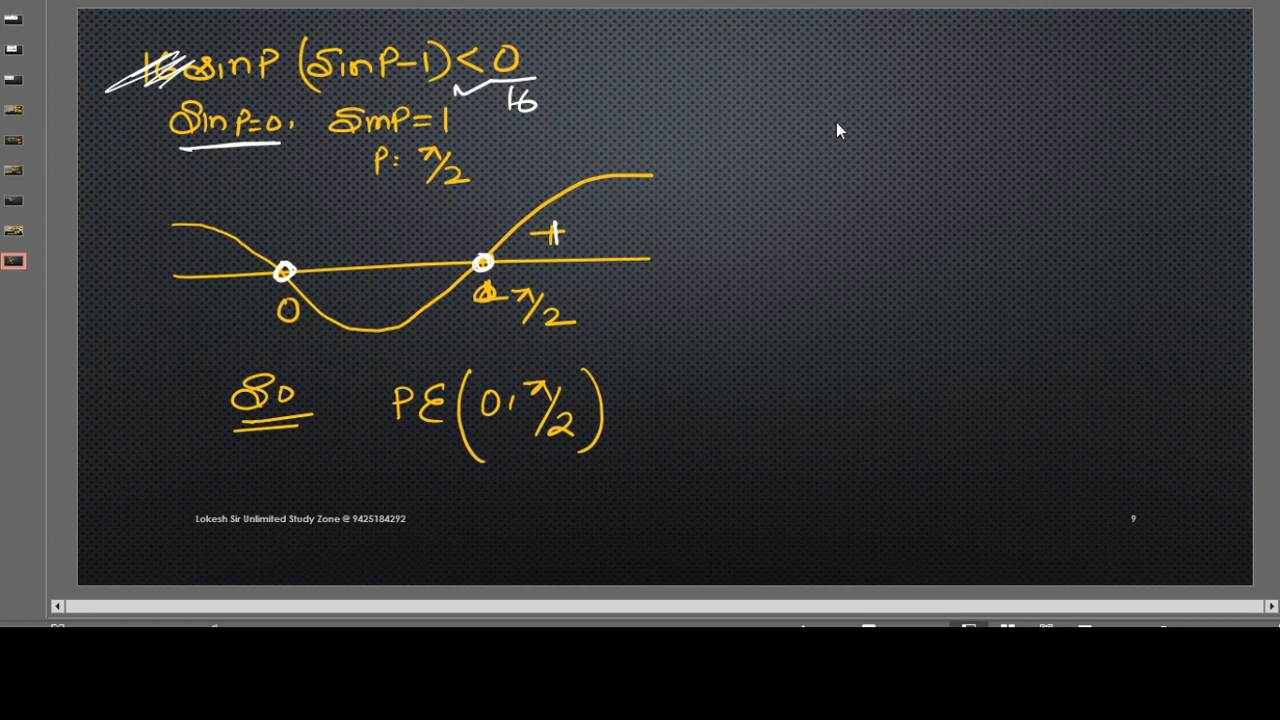 16 sinP (sinP-1) < 0
16
sinP=0, sinP=1
P: π/2
+
0 π/2
So P ε (0, π/2)
Lokesh Sir Unlimited Study Zone @ 9425184292 9